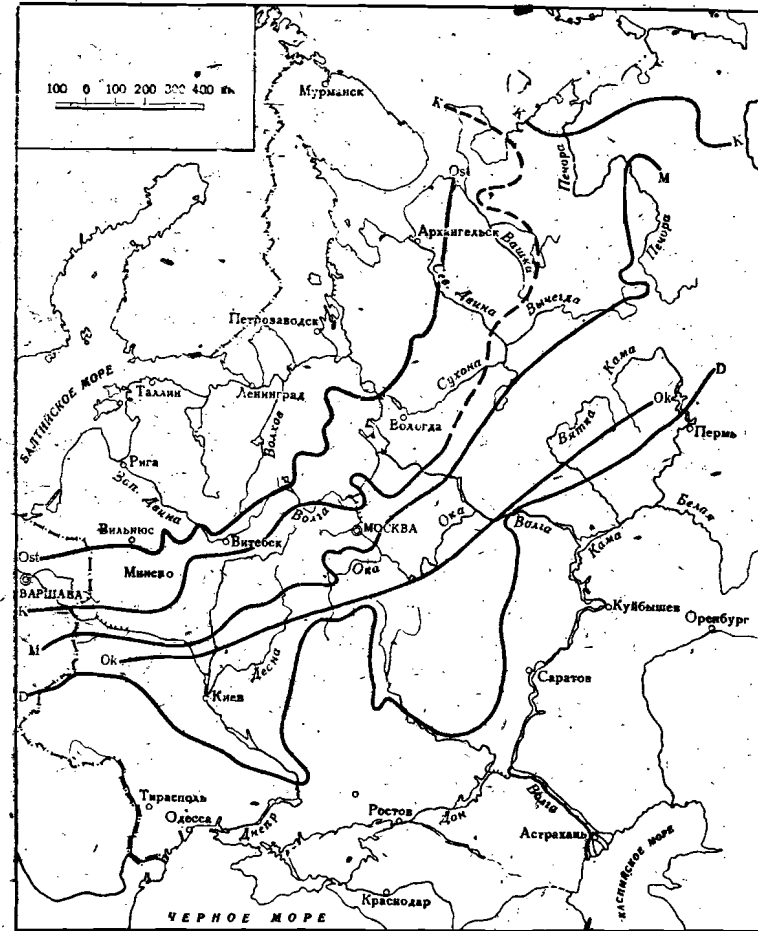 100 0 100 200 300 400 км
Мурманск
К
К
К
Печора
М
Ost
Архангельск
Вашка
Печора
Сев. Двина
Вычегда
Петрозаводск
Сухона
Кама
D
БАЛТИЙСКОЕ МОРЕ
Таллин
Ленинград
Волхов
Вологда
Ok
Вятка
Пермь
Рига
Зап. Двина
Волга
Ока
Волга
Белая
Вильнюс
Витебск
МОСКВА
Кама
Ost
Минск
Ока
ВАРШАВА
К
Куйбышев
Оренбург
М
Ok
Десна
Саратов
D
Киев
Тирасполь
Одесса
Днепр
Ростов
Дон
Волга
Астрахань
КАСПИЙСКОЕ МОРЕ
Краснодар
ЧЕРНОЕ МОРЕ